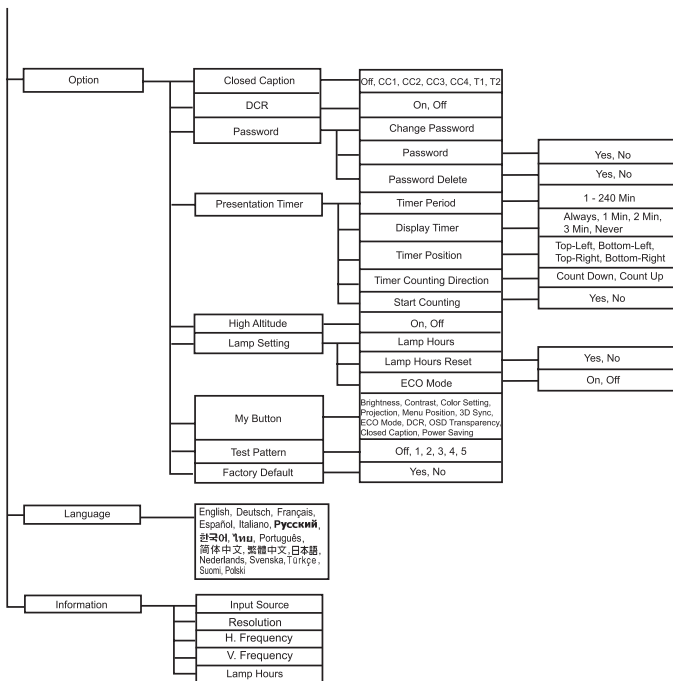 Option
Closed Caption
Off, CC1, CC2, CC3, CC4, T1, T2
DCR
On, Off
Password
Change Password
Password
Yes, No
Password Delete
Yes, No
Presentation Timer
Timer Period
1 - 240 Min
Display Timer
Always, 1 Min, 2 Min,
3 Min, Never
Timer Position
Top-Left, Bottom-Left,
Top-Right, Bottom-Right
Timer Counting Direction
Count Down, Count Up
Start Counting
Yes, No
High Altitude
On, Off
Lamp Setting
Lamp Hours
Lamp Hours Reset
Yes, No
ECO Mode
On, Off
My Button
Brightness, Contrast, Color Setting,
Projection, Menu Position, 3D Sync,
ECO Mode, DCR, OSD Transparency,
Closed Caption, Power Saving
Test Pattern
Off, 1, 2, 3, 4, 5
Factory Default
Yes, No
Language
English, Deutsch, Français,
Español, Italiano, Русский,
한국어, ไทย, Português,
简体中文, 繁體中文, 日本語,
Nederlands, Svenska, Türkçe,
Suomi, Polski
Information
Input Source
Resolution
H. Frequency
V. Frequency
Lamp Hours